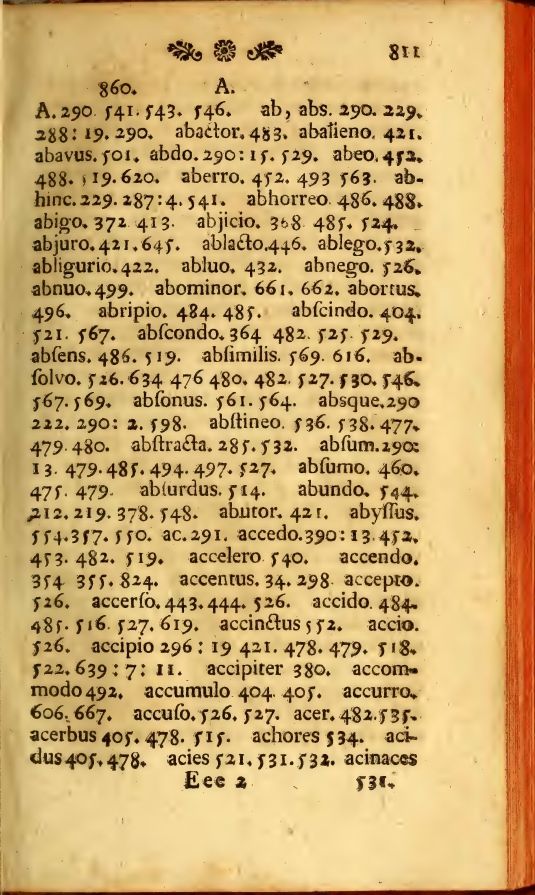 811
860. A.
A. 290. 541. 543. 546. ab, abs. 290. 229.
288: 19. 290. abactor. 483. abalieno. 421.
abavus. 501. abdo. 290: 15. 529. abeo. 452.
488. 519. 620. aberro. 452. 493 563. ab-
hinc. 229. 287: 4. 541. abhorreo. 486. 488.
abigo. 372 413. abjicio. 368 485. 524.
abjuro. 421. 645. ablacto. 446. ablego. 532.
abligurio. 422. abluo. 432. abnego. 526.
abnuo. 499. abominor. 661. 662. abortus.
496. abripio. 484. 485. abſcindo. 404.
521. 567. abſcondo. 364 482. 525. 529.
abſens. 486. 519. abſimilis. 569. 616. ab-
ſolvo. 526. 634 476 480. 482. 527. 530. 546.
567. 569. abſonus. 561. 564. absque. 290
222. 290: 2. 598. abſtineo. 536. 538. 477.
479. 480. abſtracta. 285. 532. abſum. 290:
13. 479. 485. 494. 497. 527. abſumo. 460.
475. 479. abſurdus. 514. abundo. 544.
212. 219. 378. 548. abutor. 421. abyſſus.
554. 357. 550. ac. 291. accedo. 390: 13. 452.
453. 482. 519. accelero 540. accendo.
354 355. 824. accentus. 34. 298. accepto.
526. accerſo. 443. 444. 526. accido. 484.
485. 516. 527. 619. accinctus 552. accio.
526. accipio 296: 19 421. 478. 479. 518.
522. 639: 7: 11. accipiter 380. accom-
modo 492. accumulo 404. 405. accurro.
606. 667. accuſo. 526. 527. acer. 482. 535.
acerbus 405. 478. 515. achores 534. aci-
dus 405. 478. acies 521. 531. 532. acinaces
Eee 2 531.